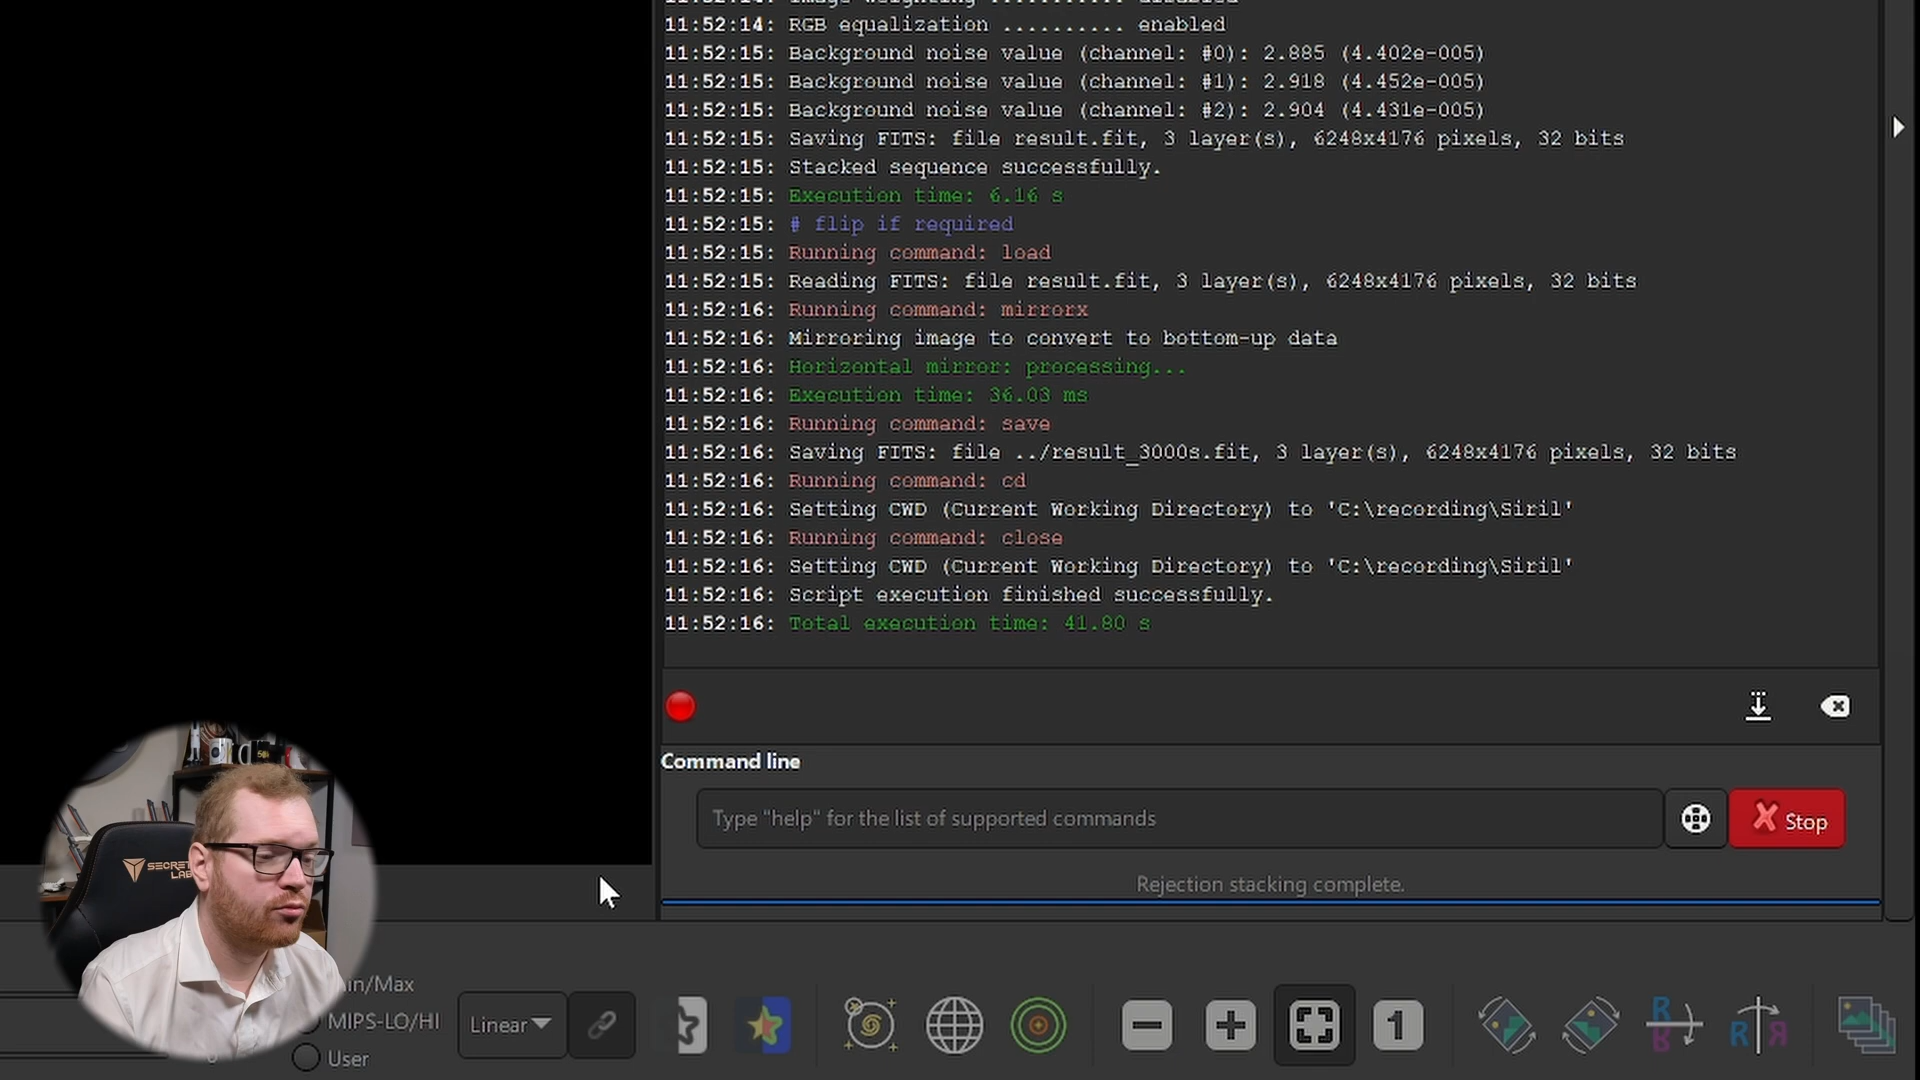 11:52:14: RGB equalization .......... enabled
11:52:15: Background noise value (channel: #0): 2.885 (4.402e-005)
11:52:15: Background noise value (channel: #1): 2.918 (4.452e-005)
11:52:15: Background noise value (channel: #2): 2.904 (4.431e-005)
11:52:15: Saving FITS: file result.fit, 3 layer(s), 6248x4176 pixels, 32 bits
11:52:15: Stacked sequence successfully.
11:52:15: Execution time: 6.16 s
11:52:15: # flip if required
11:52:15: Running command: load
11:52:15: Reading FITS: file result.fit, 3 layer(s), 6248x4176 pixels, 32 bits
11:52:16: Running command: mirrorx
11:52:16: Mirroring image to convert to bottom-up data
11:52:16: Horizontal mirror: processing...
11:52:16: Execution time: 36.03 ms
11:52:16: Running command: save
11:52:16: Saving FITS: file ../result_3000s.fit, 3 layer(s), 6248x4176 pixels, 32 bits
11:52:16: Running command: cd
11:52:16: Setting CWD (Current Working Directory) to 'C:\recording\Siril'
11:52:16: Running command: close
11:52:16: Setting CWD (Current Working Directory) to 'C:\recording\Siril'
11:52:16: Script execution finished successfully.
11:52:16: Total execution time: 41.80 s
Command line
Type "help" for the list of supported commands
Stop
Rejection stacking complete.
SECRET
LAB
MIPS-LO/HI
User
Linear
1
R
R
R R